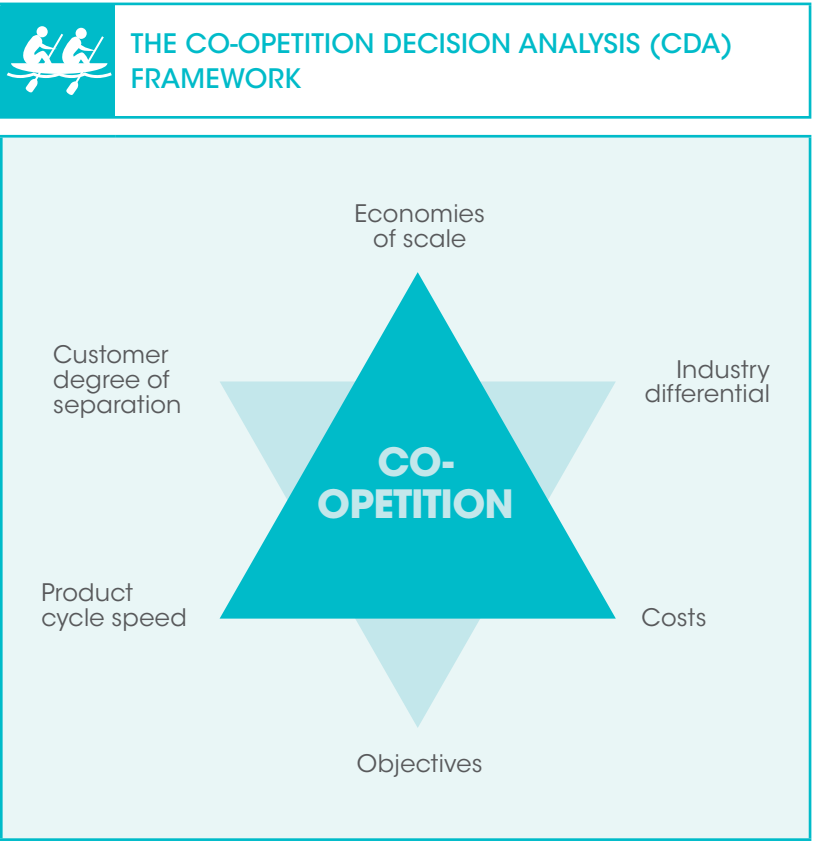 THE CO-OPETITION DECISION ANALYSIS (CDA)
FRAMEWORK
Economies
of scale
Customer
degree of
separation
Industry
differential
CO-
OPETITION
Product
cycle speed
Costs
Objectives